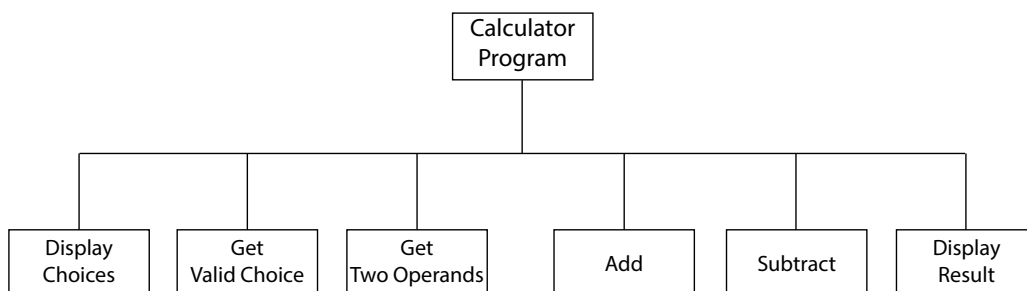 Calculator
Program
Display
Choices
Get
Valid Choice
Get
Two Operands
Add
Subtract
Display
Result